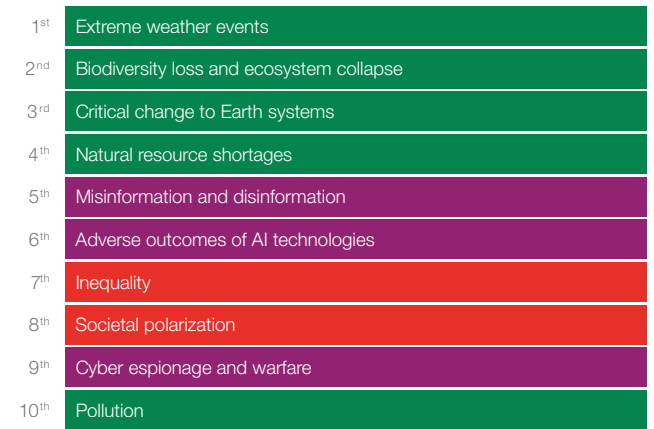 1st Extreme weather events
2nd Biodiversity loss and ecosystem collapse
3rd Critical change to Earth systems
4th Natural resource shortages
5th Misinformation and disinformation
6th Adverse outcomes of AI technologies
7th Inequality
8th Societal polarization
9th Cyber espionage and warfare
10th Pollution